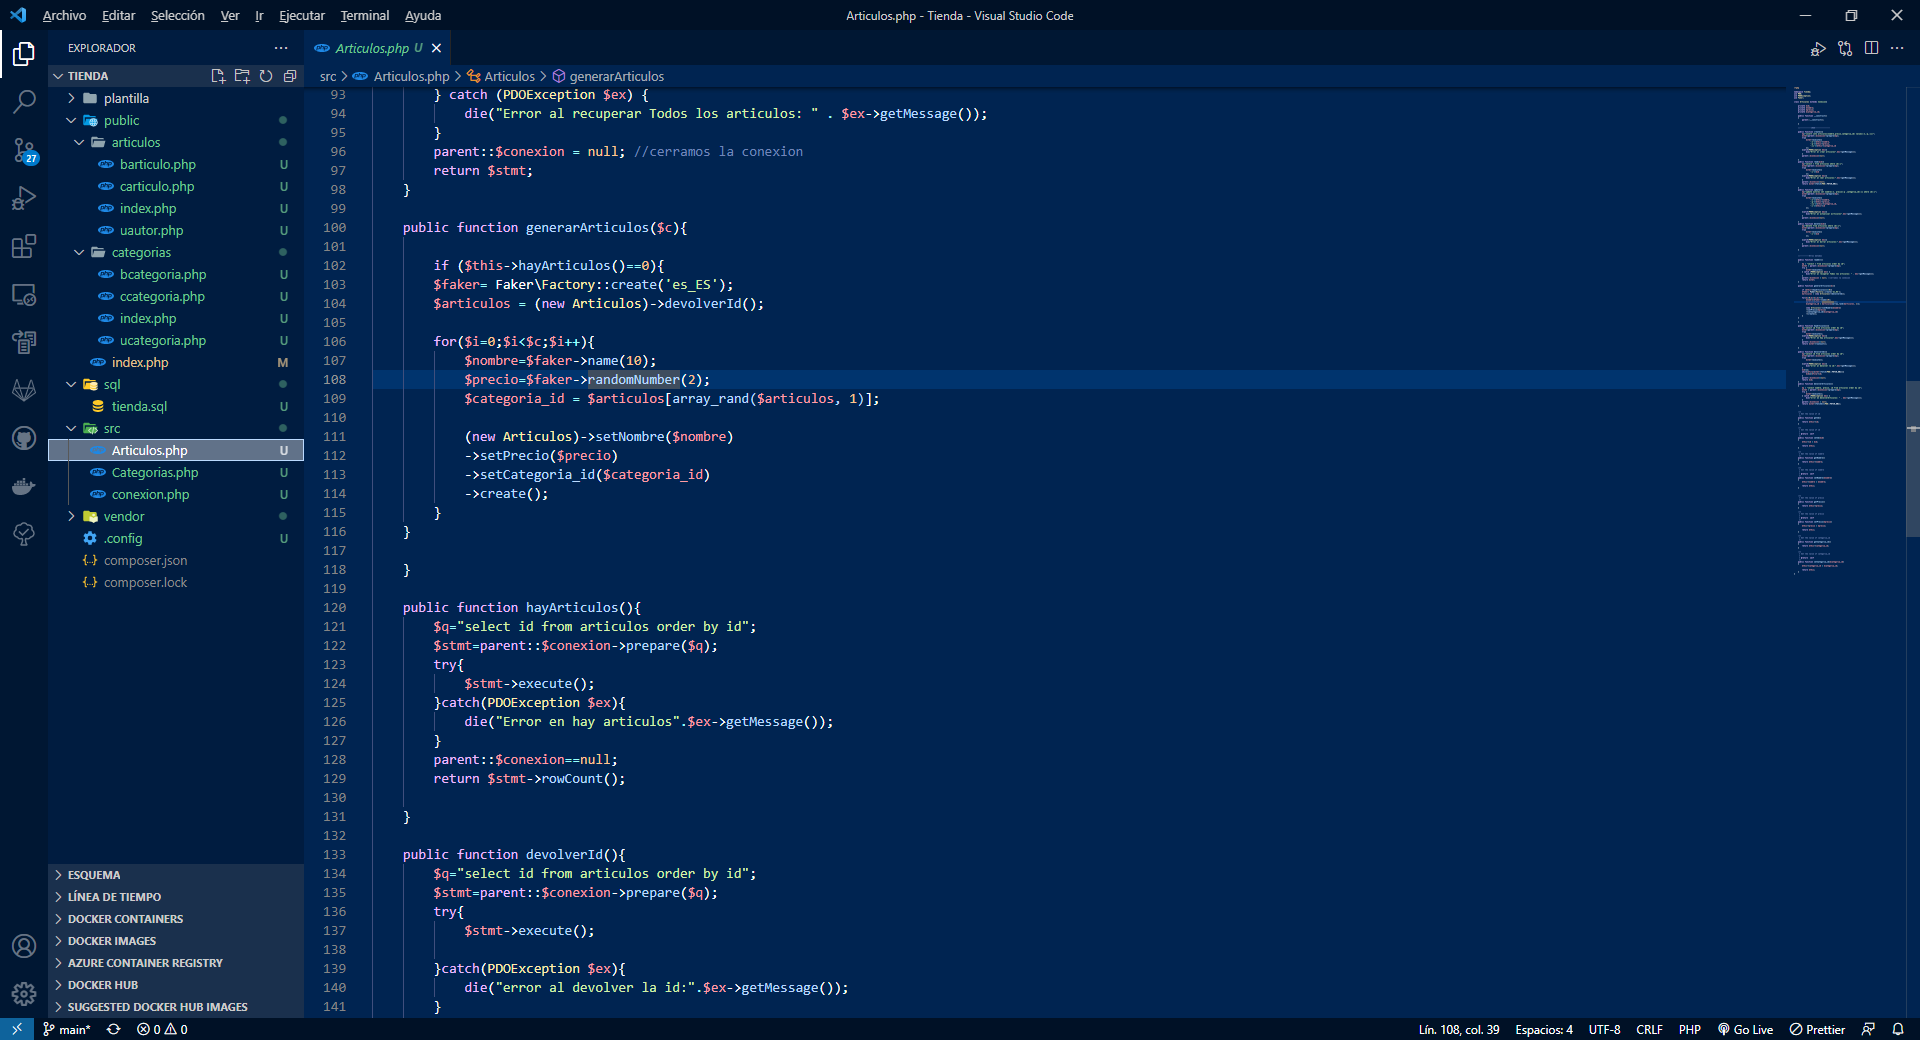 Archivo Editar Selección Ver Ir Ejecutar Terminal Ayuda
Articulos.php - Tienda - Visual Studio Code
EXPLORADOR
TIENDA
plantilla
public
articulos
barticulo.php U
carticulo.php U
index.php U
uautor.php U
categorias
bcategoria.php U
ccategoria.php U
index.php U
ucategoria.php U
index.php M
sql
tienda.sql U
src
Articulos.php U
Categorias.php U
conexion.php U
vendor
.config U
composer.json
composer.lock
ESQUEMA
LÍNEA DE TIEMPO
DOCKER CONTAINERS
DOCKER IMAGES
AZURE CONTAINER REGISTRY
DOCKER HUB
SUGGESTED DOCKER HUB IMAGES
27
Articulos.php U
src > Articulos.php > Articulos > generarArticulos
93 } catch (PDOException $ex) {
94 die("Error al recuperar Todos los articulos: " . $ex->getMessage());
95 }
96 parent::$conexion = null; //cerramos la conexion
97 return $stmt;
98 }
99
100 public function generarArticulos($c){
101
102 if ($this->hayArticulos()==0){
103 $faker= Faker\Factory::create('es_ES');
104 $articulos = (new Articulos)->devolverId();
105
106 for($i=0;$i<$c;$i++){
107 $nombre=$faker->name(10);
108 $precio=$faker->randomNumber(2);
109 $categoria_id = $articulos[array_rand($articulos, 1)];
110
111 (new Articulos)->setNombre($nombre)
112 ->setPrecio($precio)
113 ->setCategoria_id($categoria_id)
114 ->create();
115 }
116 }
117
118 }
119
120 public function hayArticulos(){
121 $q="select id from articulos order by id";
122 $stmt=parent::$conexion->prepare($q);
123 try{
124 $stmt->execute();
125 }catch(PDOException $ex){
126 die("Error en hay articulos".$ex->getMessage());
127 }
128 parent::$conexion==null;
129 return $stmt->rowCount();
130
131 }
132
133 public function devolverId(){
134 $q="select id from articulos order by id";
135 $stmt=parent::$conexion->prepare($q);
136 try{
137 $stmt->execute();
138
139 }catch(PDOException $ex){
140 die("error al devolver la id:".$ex->getMessage());
141 }
main* 0 0
Lín. 108, col. 39 Espacios: 4 UTF-8 CRLF PHP Go Live Prettier